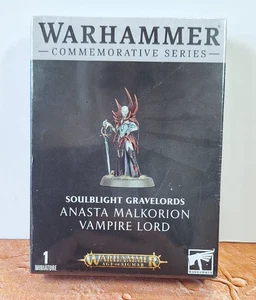 WARHAMMER
COMMEMORATIVE SERIES
SOULBLIGHT GRAVELORDS
ANASTA MALKORION
VAMPIRE LORD
1
MINIATURE
WARHAMMER
AGE OF SIGMAR